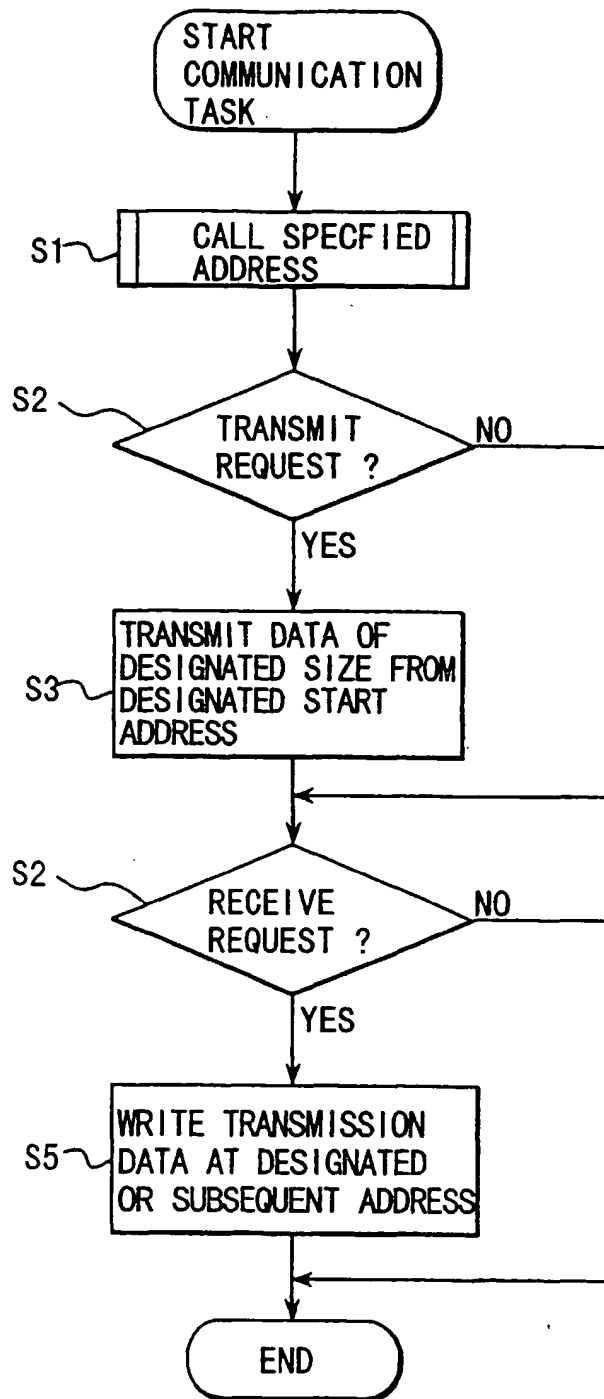 START
COMMUNICATION
TASK
S1
CALL SPECFIED
ADDRESS
S2
TRANSMIT
REQUEST ?
NO
YES
S3
TRANSMIT DATA OF
DESIGNATED SIZE FROM
DESIGNATED START
ADDRESS
S2
RECEIVE
REQUEST ?
NO
YES
S5
WRITE TRANSMISSION
DATA AT DESIGNATED
OR SUBSEQUENT ADDRESS
END